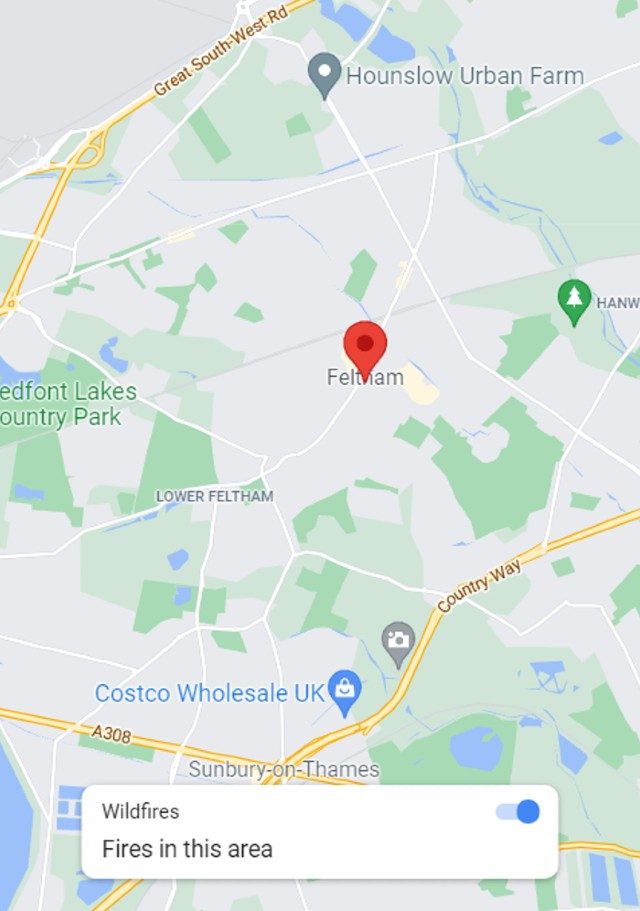 Great South-West Rd
Hounslow Urban Farm
HANW
Feltham
edfont Lakes
ountry Park
LOWER FELTHAM
Country Way
Costco Wholesale UK
A308
Sunbury-on-Thames
Wildfires
Fires in this area